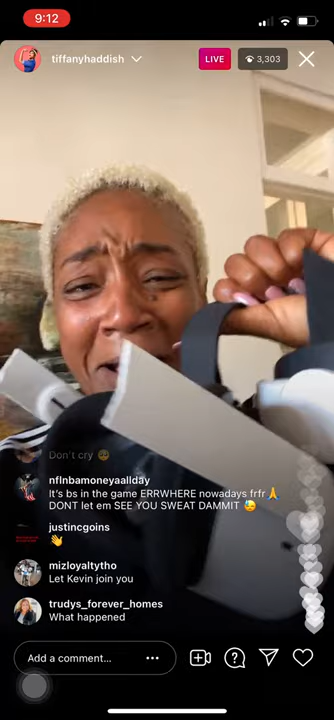 9:12
tiffanyhaddish
LIVE
3,303
Don't cry 😩
nflnbamoneyaallday
It's bs in the game ERRWHERE nowadays frfr🙏
DONT let em SEE YOU SWEAT DAMMIT 😓
justincgoins
👋
mizloyaltytho
Let Kevin join you
trudys_forever_homes
What happened
Add a comment...